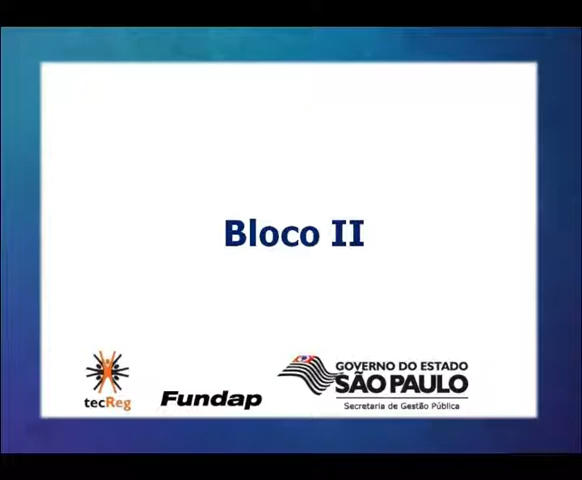 Bloco II
tecReg
Fundap
GOVERNO DO ESTADO
SÃO PAULO
Secretaria de Gestão Pública